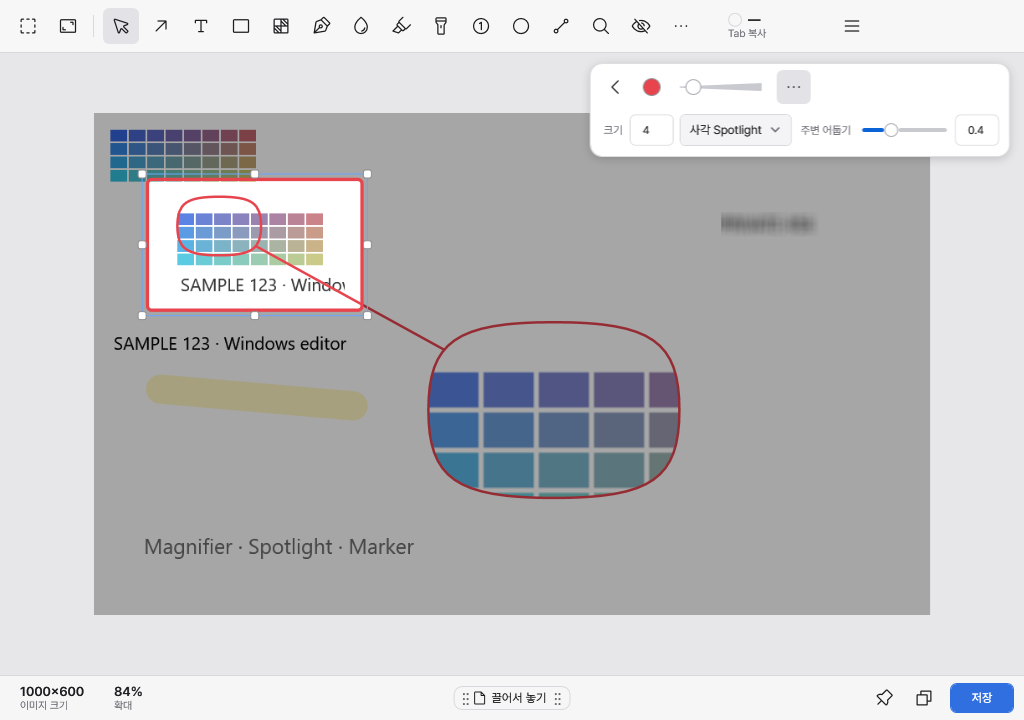 T
1
Tab 복사
크기
4
사각 Spotlight
주변 어둡기
0.4
SAMPLE 123 · Windov
SAMPLE 123 · Windows editor
Magnifier · Spotlight · Marker
1000×600
이미지 크기
84%
확대
끌어서 놓기
저장